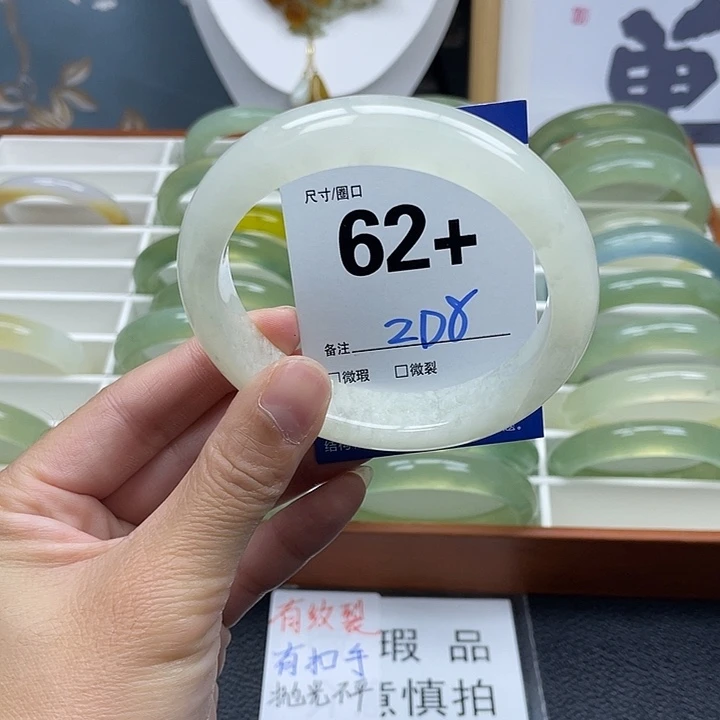 尺寸/圈口
62+
备注 2D8
□微瑕 □微裂
有纹裂
有扣手
抛光不平
瑕品
慎拍